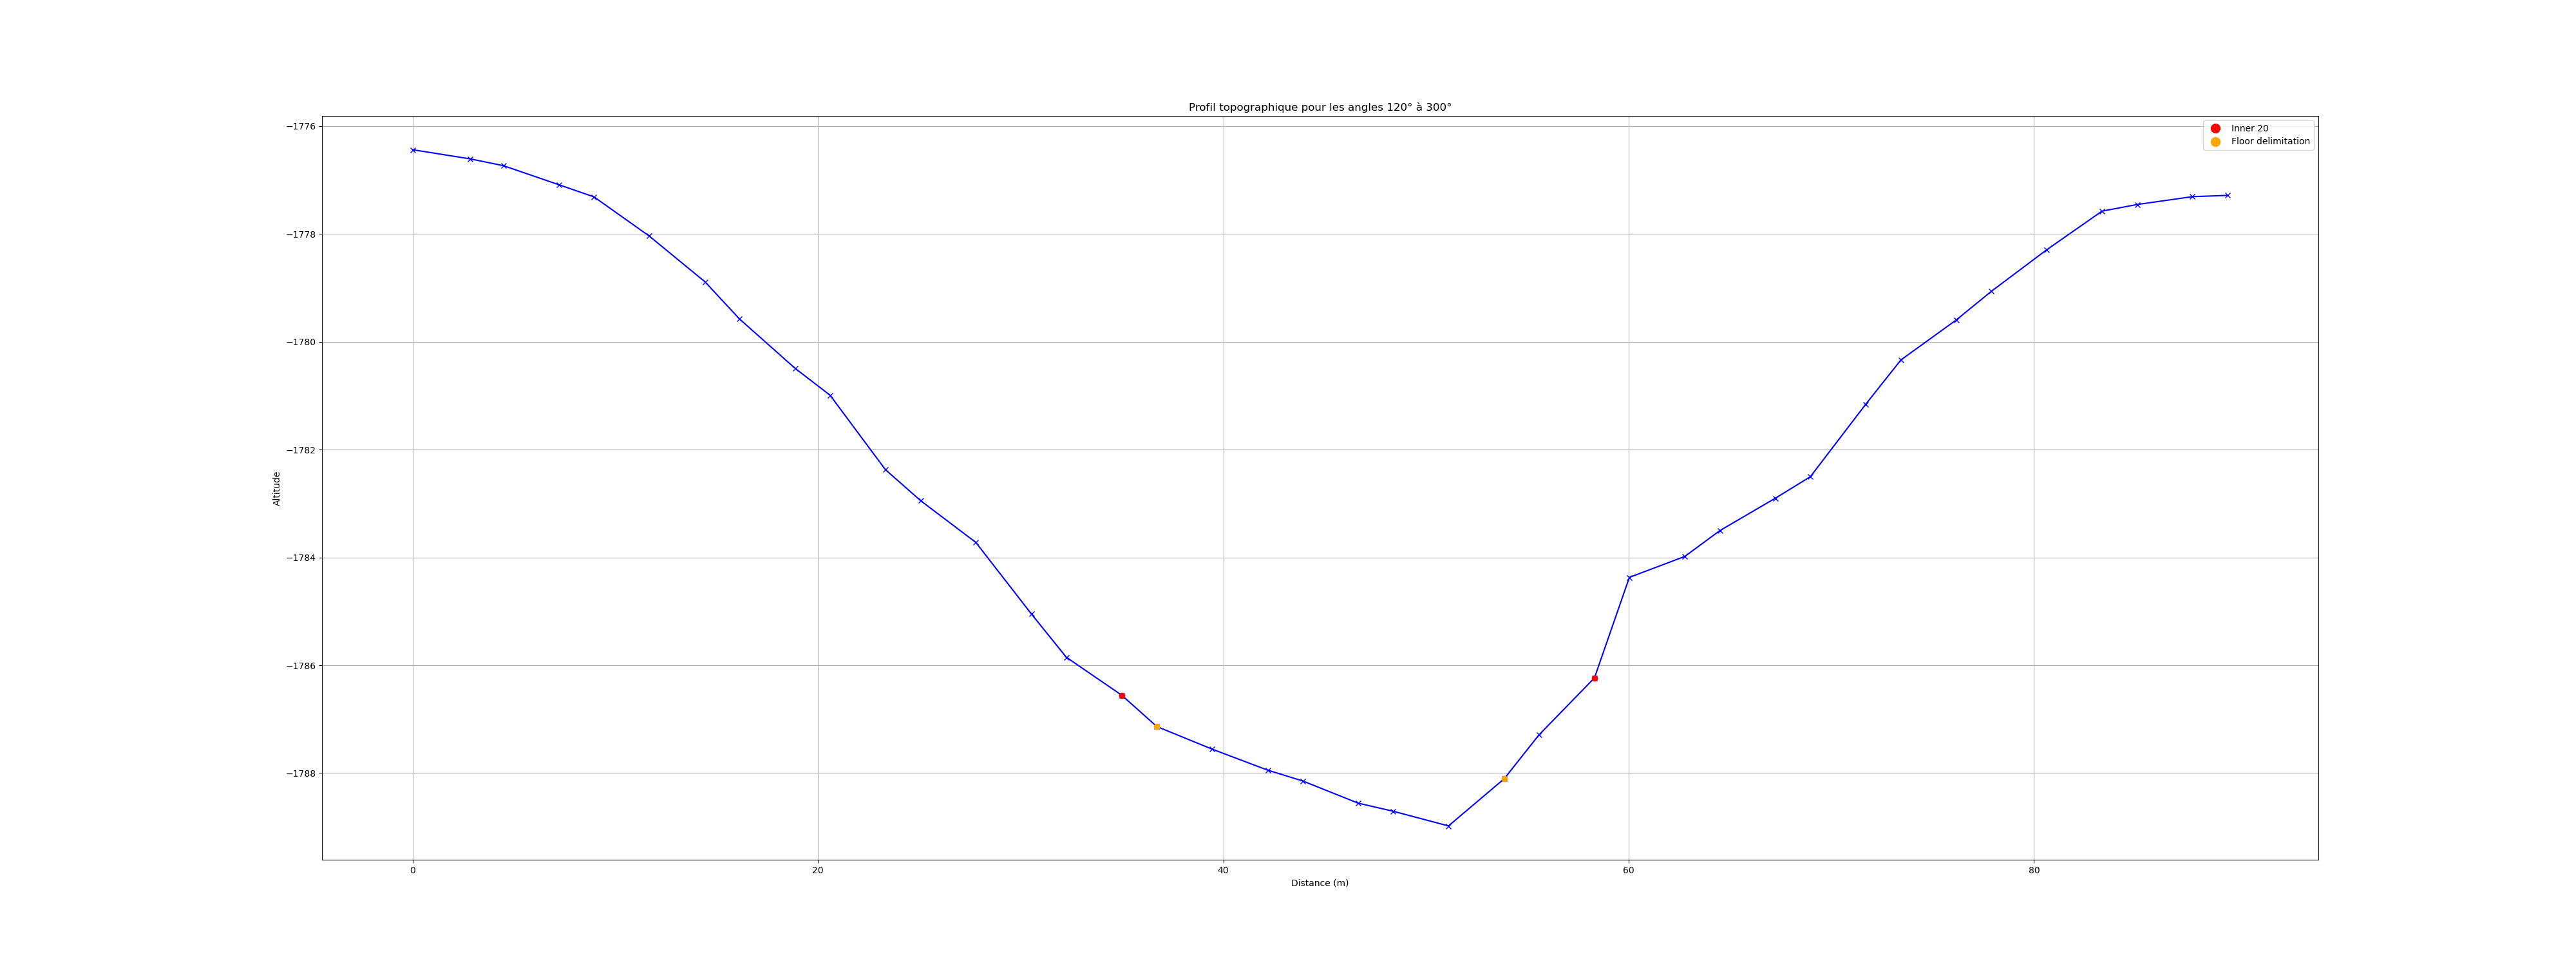 Profil topographique pour les angles 120° à 300°
Inner 20
Floor delimitation
−1776
−1778
−1780
−1782
−1784
−1786
−1788
Altitude
0 20 40 60 80
Distance (m)